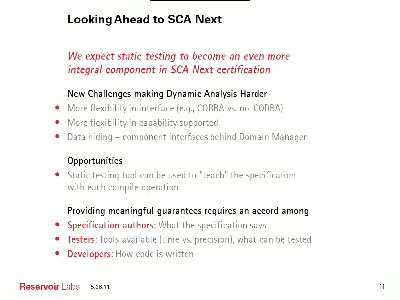 Looking Ahead to SCA Next
We expect static testing to become an even more
integral component in SCA Next certification
New Challenges making Dynamic Analysis Harder
• More flexibility in interface (e.g., CORBA vs. no CORBA)
• More flexibility in capability supported
• Data hiding – component interfaces behind Domain Manager
Opportunities
• Static testing tool can be used to "teach" the specification
with each compile operation
Providing meaningful guarantees requires an accord among
• Specification authors: What the specification says
• Testers: Tools available (time vs. precision), what can be tested
• Developers: How code is written
Reservoir Labs 5.18.11 11